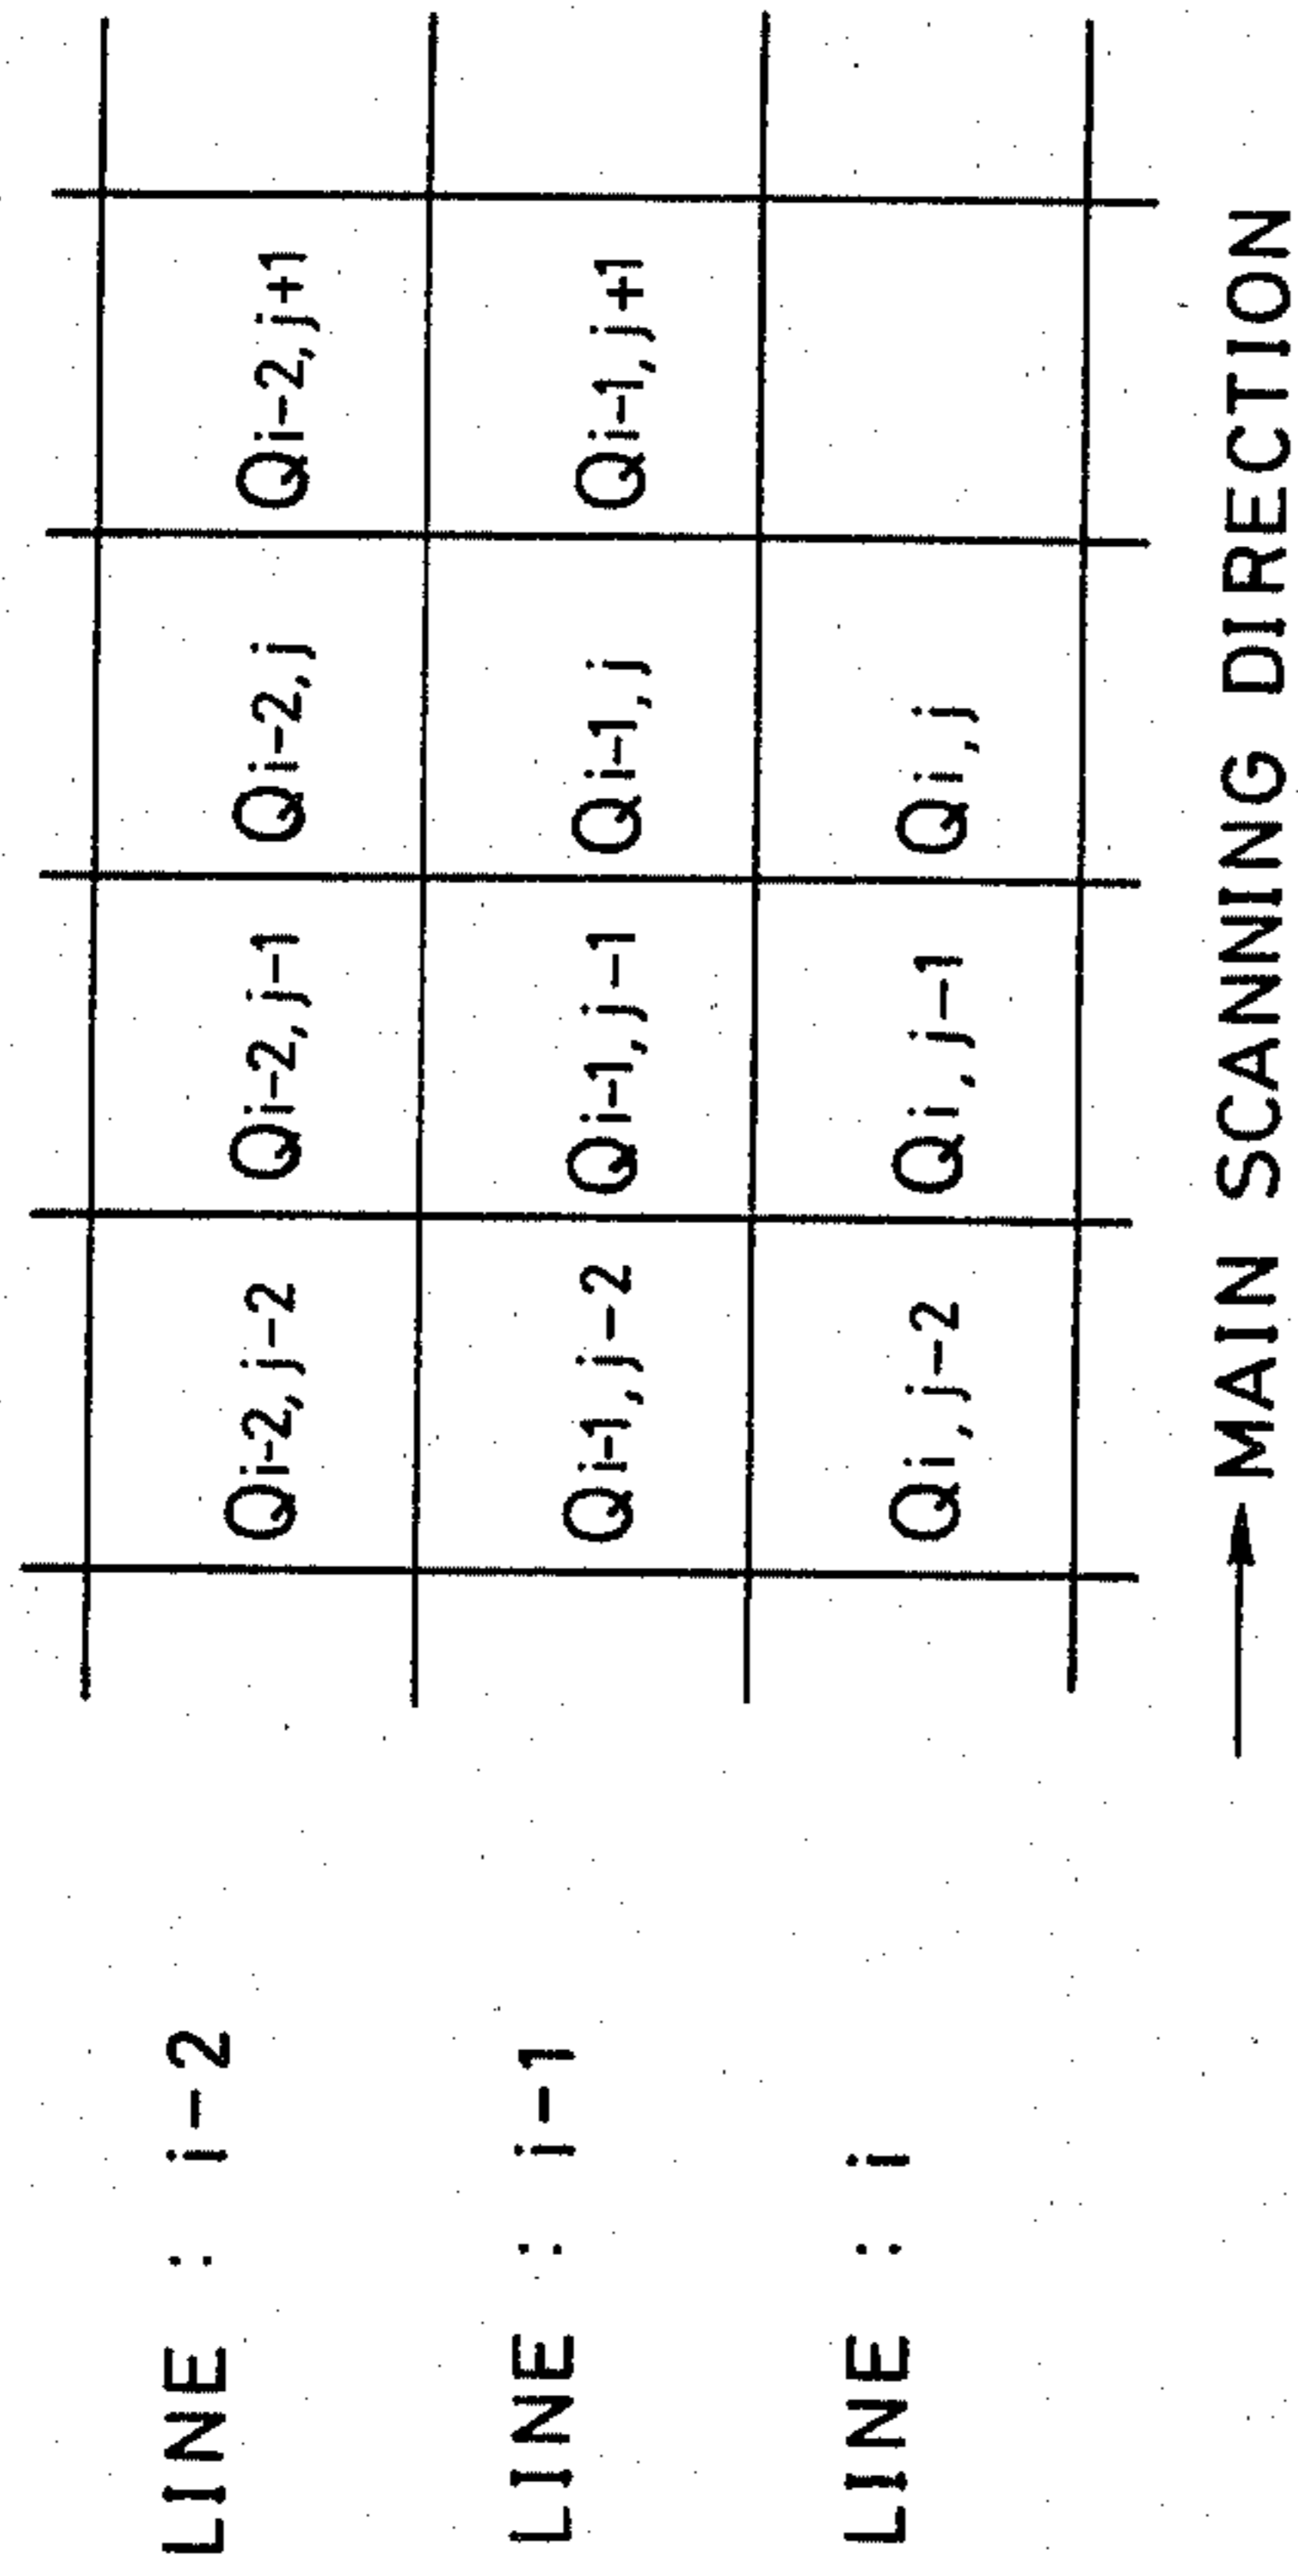 LINE : i-2 Qi-2, j-2 Qi-2, j-1 Qi-2, j Qi-2, j+1
LINE : i-1 Qi-1, j-2 Qi-1, j-1 Qi-1, j Qi-1, j+1
LINE : i Qi, j-2 Qi, j-1 Qi, j
MAIN SCANNING DIRECTION